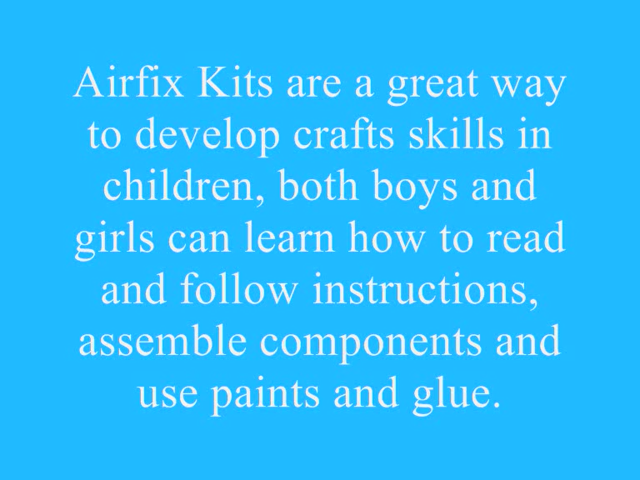 Airfix Kits are a great way
to develop crafts skills in
children, both boys and
girls can learn how to read
and follow instructions,
assemble components and
use paints and glue.